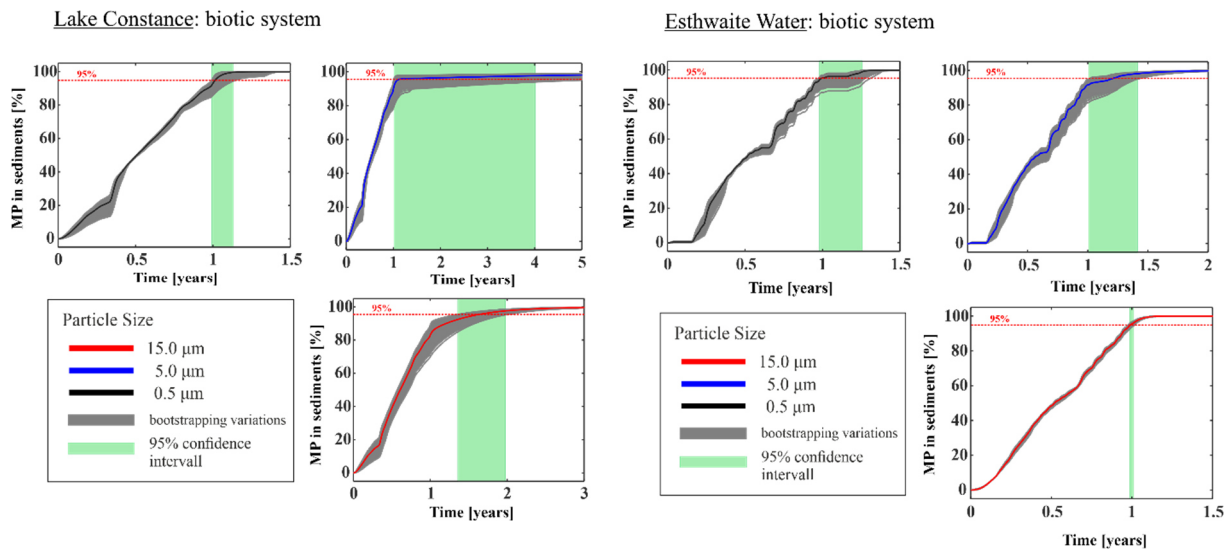 Lake Constance: biotic system
Esthwaite Water: biotic system
MP in sediments [%]
100
80
60
40
20
0
95%
0
0.5
1
1.5
Time [years]
100
80
60
40
20
0
95%
0
1
2
3
4
5
Time [years]
MP in sediments [%]
100
80
60
40
20
0
95%
0
0.5
1
1.5
Time [years]
100
80
60
40
20
0
95%
0
0.5
1
1.5
2
Time [years]
Particle Size
15.0 µm
5.0 µm
0.5 µm
bootstrapping variations
95% confidence
intervall
MP in sediments [%]
100
80
60
40
20
0
95%
0
1
2
3
Time [years]
Particle Size
15.0 µm
5.0 µm
0.5 µm
bootstrapping variations
95% confidence
intervall
MP in sediments [%]
100
80
60
40
20
0
95%
0
0.5
1
1.5
Time [years]